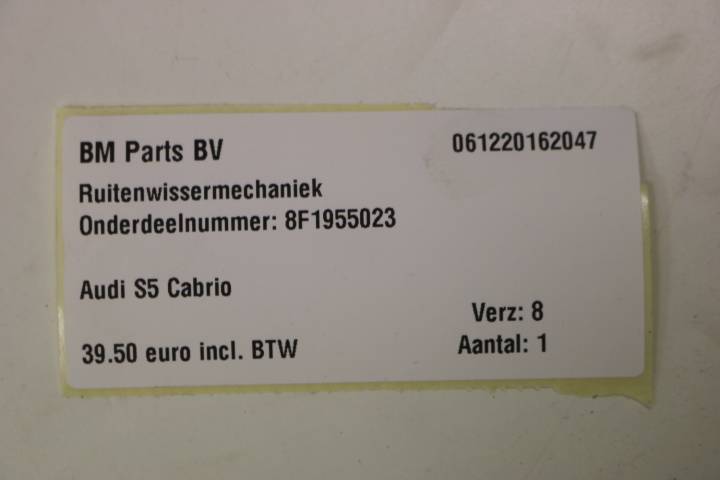 BM Parts BV 061220162047
Ruitenwissermechaniek
Onderdeelnummer: 8F1955023
Audi S5 Cabrio
Verz: 8
39.50 euro incl. BTW Aantal: 1